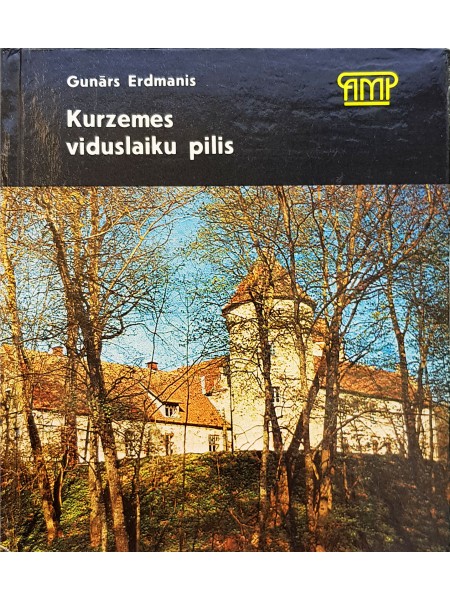 Gunārs Erdmanis
AMP
Kurzemes
viduslaiku pilis